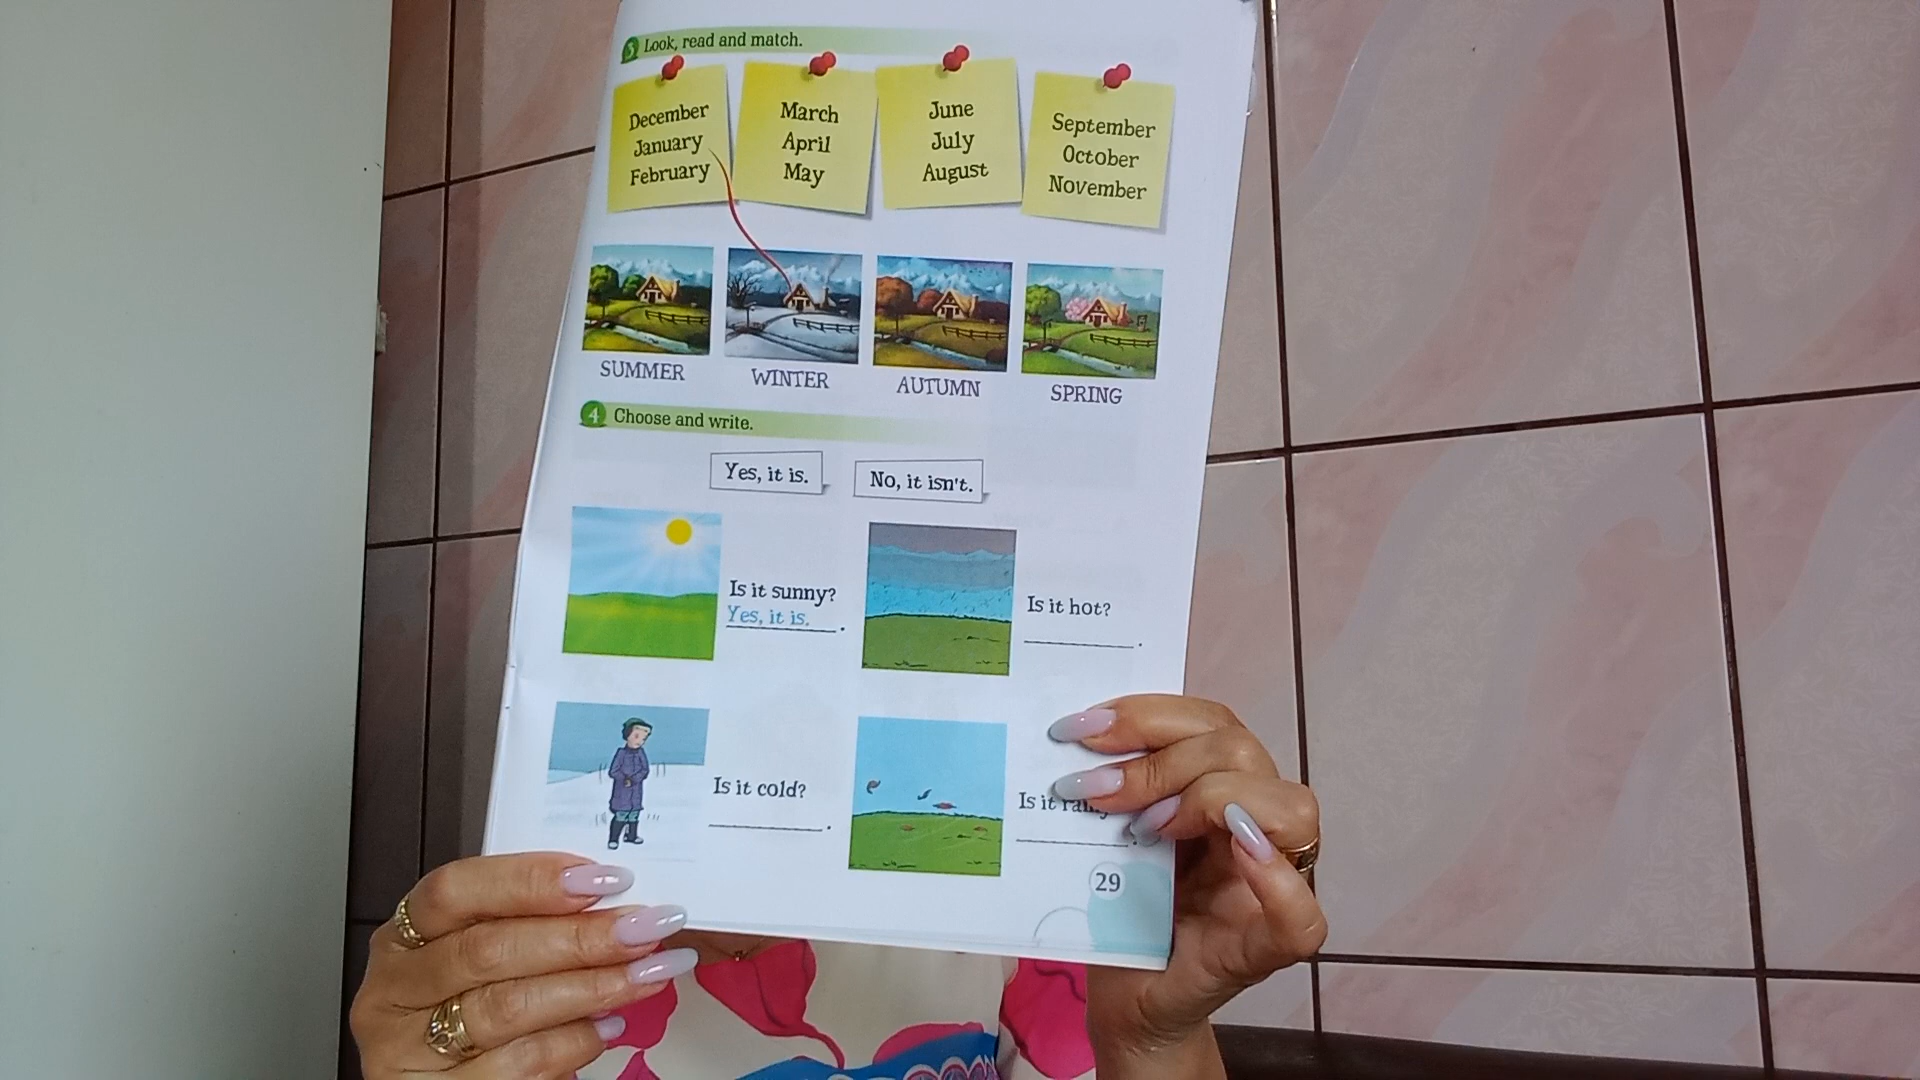 3 Look, read and match.
December
January
February
March
April
May
June
July
August
September
October
November
SUMMER
WINTER
AUTUMN
SPRING
4 Choose and write.
Yes, it is.
No, it isn't.
Is it sunny?
Yes, it is.
Is it hot?
Is it cold?
Is it
29